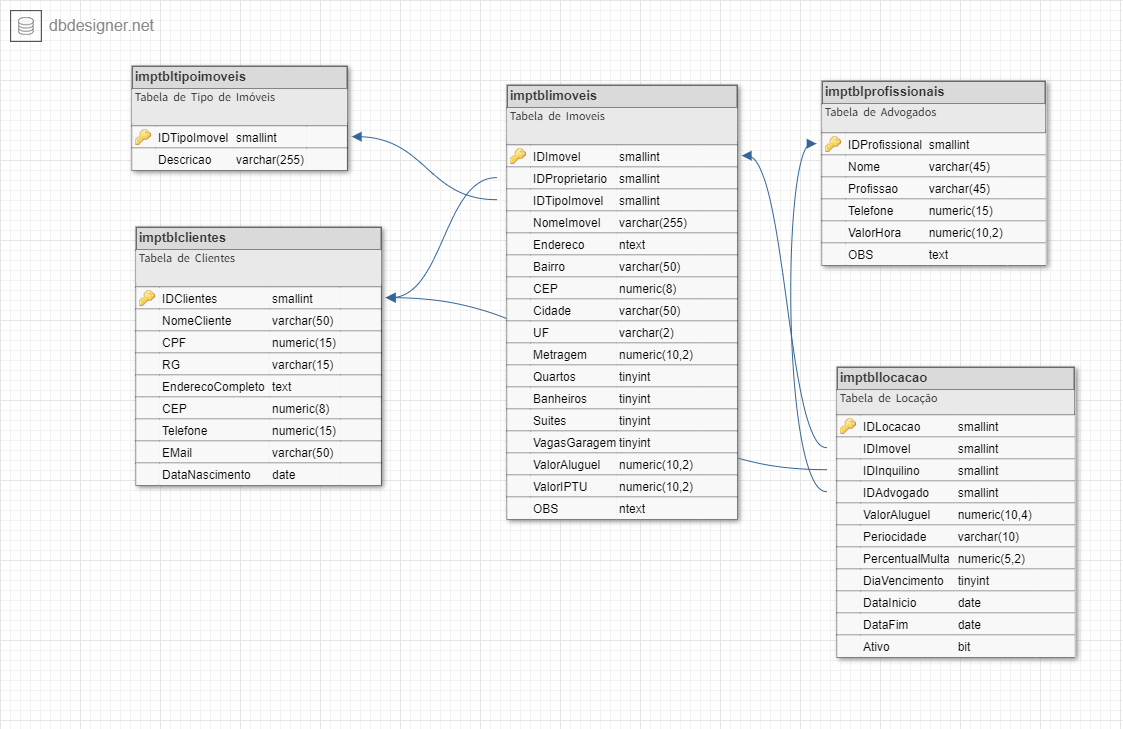 dbdesigner.net
imptbltipoimoveis
Tabela de Tipo de Imóveis
IDTipoImovel smallint
Descricao varchar(255)
imptblclientes
Tabela de Clientes
IDClientes smallint
NomeCliente varchar(50)
CPF numeric(15)
RG varchar(15)
EnderecoCompleto text
CEP numeric(8)
Telefone numeric(15)
EMail varchar(50)
DataNascimento date
imptblimoveis
Tabela de Imoveis
IDImovel smallint
IDProprietario smallint
IDTipoImovel smallint
NomeImovel varchar(255)
Endereco ntext
Bairro varchar(50)
CEP numeric(8)
Cidade varchar(50)
UF varchar(2)
Metragem numeric(10,2)
Quartos tinyint
Banheiros tinyint
Suites tinyint
VagasGaragem tinyint
ValorAluguel numeric(10,2)
ValorIPTU numeric(10,2)
OBS ntext
imptblprofissionais
Tabela de Advogados
IDProfissional smallint
Nome varchar(45)
Profissao varchar(45)
Telefone numeric(15)
ValorHora numeric(10,2)
OBS text
imptbllocacao
Tabela de Locação
IDLocacao smallint
IDImovel smallint
IDInquilino smallint
IDAdvogado smallint
ValorAluguel numeric(10,4)
Periocidade varchar(10)
PercentualMulta numeric(5,2)
DiaVencimento tinyint
DataInicio date
DataFim date
Ativo bit